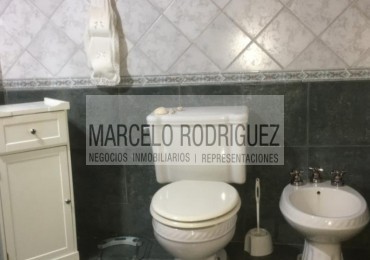 MARCELO RODRIGUEZ
NEGOCIOS INMOBILIARIOS | REPRESENTACIONES